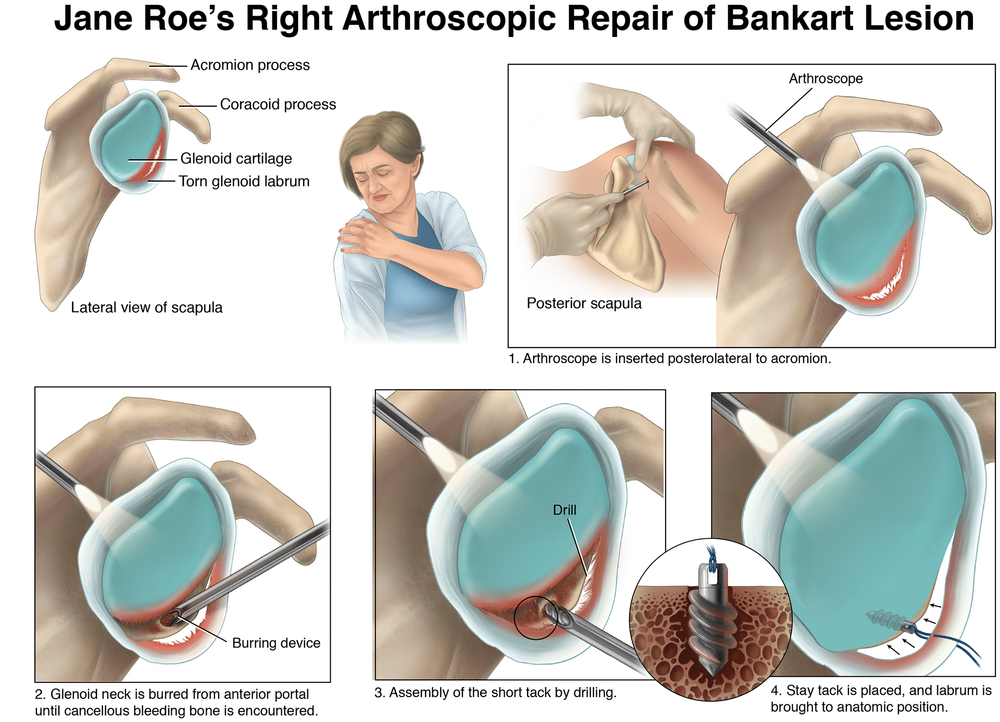 Jane Roe’s Right Arthroscopic Repair of Bankart Lesion
Acromion process
Coracoid process
Glenoid cartilage
Torn glenoid labrum
Lateral view of scapula
Arthroscope
Posterior scapula
1. Arthroscope is inserted posterolateral to acromion.
Burring device
2. Glenoid neck is burred from anterior portal
until cancellous bleeding bone is encountered.
Drill
3. Assembly of the short tack by drilling.
4. Stay tack is placed, and labrum is
brought to anatomic position.